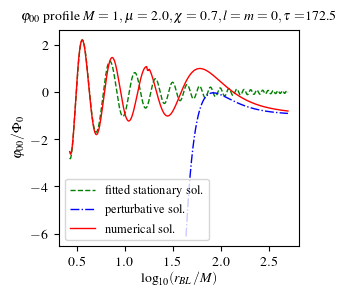 φ₀₀ profile M = 1, μ = 2.0, χ = 0.7, l = m = 0, τ =172.5
φ₀₀/Φ₀
2
0
−2
−4
−6
fitted stationary sol.
perturbative sol.
numerical sol.
0.5 1.0 1.5 2.0 2.5
log₁₀(r_BL/M)